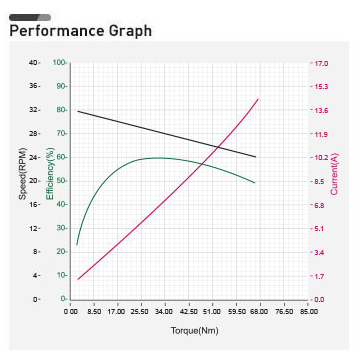 Performance Graph
40- 100- -17.0
36- 90- -15.3
32- 80- -13.6
28- 70- -11.9
24- 60- -10.2
20- 50- -8.5
16- 40- -6.8
12- 30- -5.1
8- 20- -3.4
4- 10- -1.7
0- 0- -0.0
Speed(RPM)
Efficiency(%)
Current(A)
0 00 8.50 17.00 25.50 34.00 42.50 51.00 59.50 68.00 76.50 85.00
Torque(Nm)